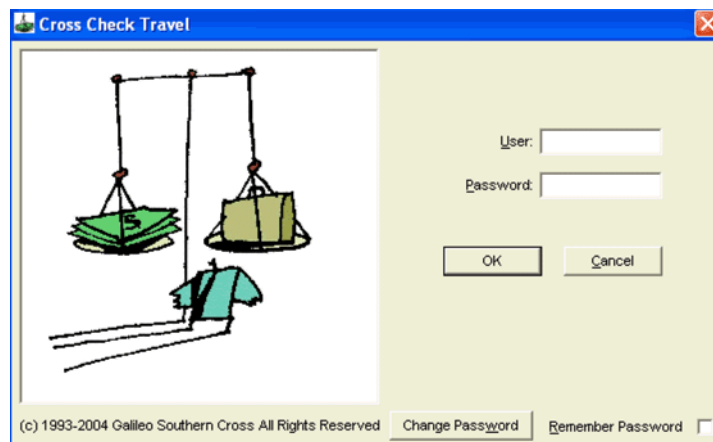 Cross Check Travel
User:
Password:
OK
Cancel
$
(c) 1993-2004 Galileo Southern Cross All Rights Reserved
Change Password
Remember Password